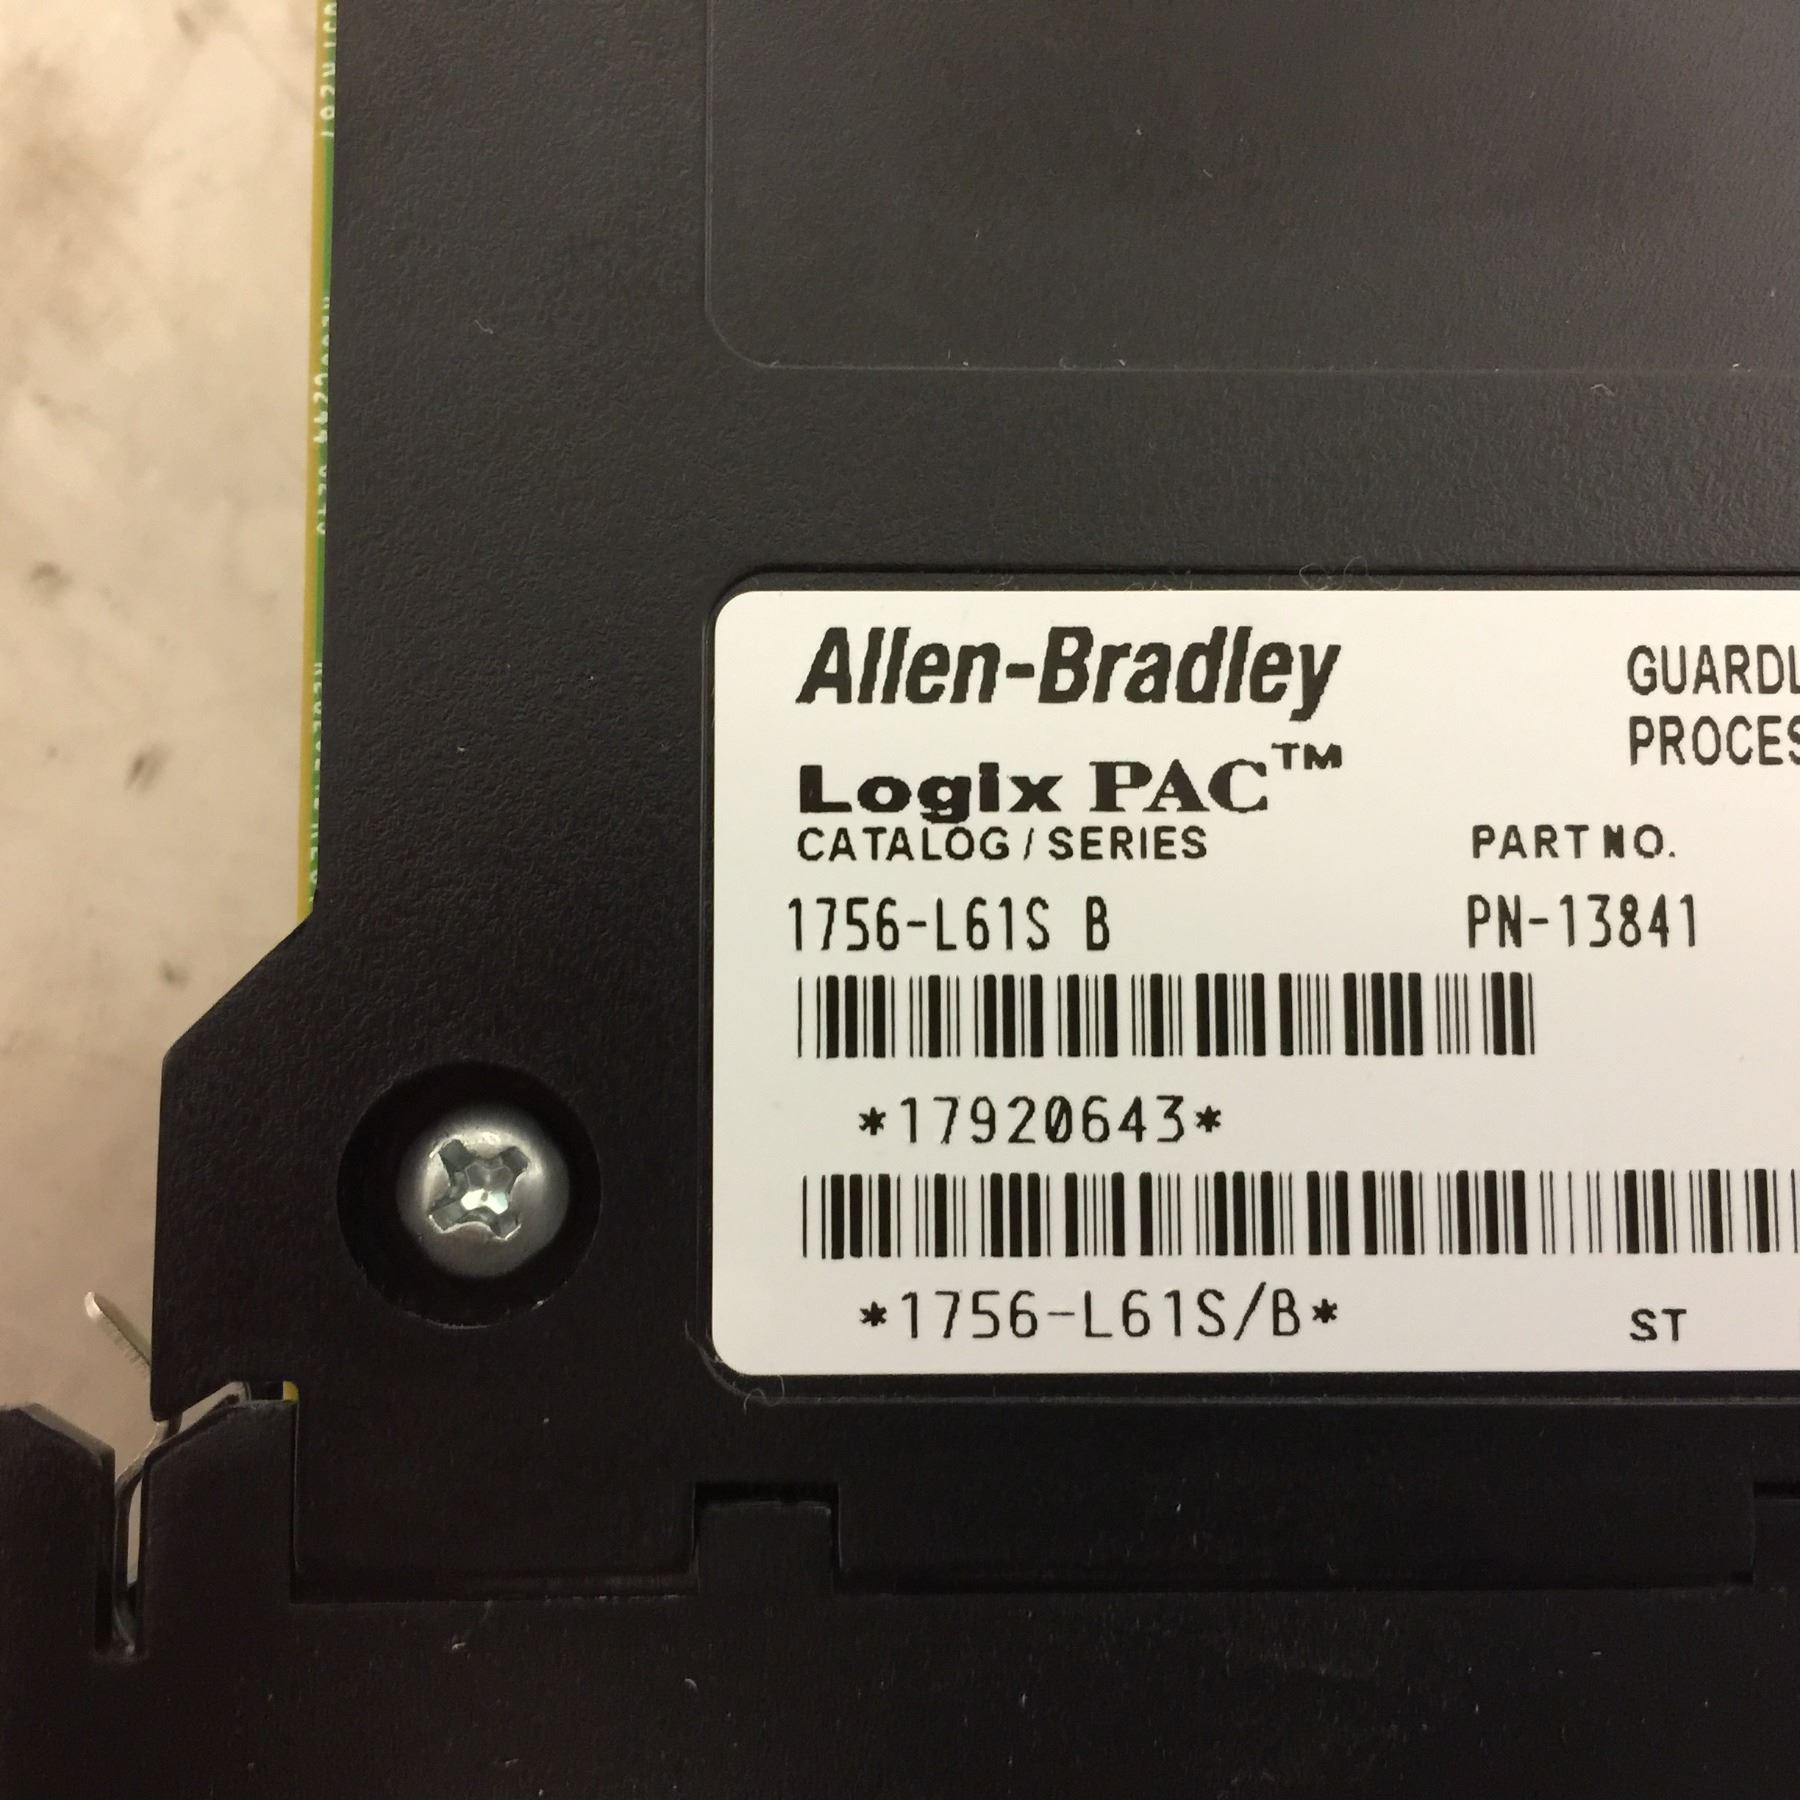 Allen-Bradley
GUARDL
Logix PAC™
PROCES
CATALOG / SERIES
PART NO.
1756-L61S B
PN-13841
*17920643*
*1756-L61S/B*
ST